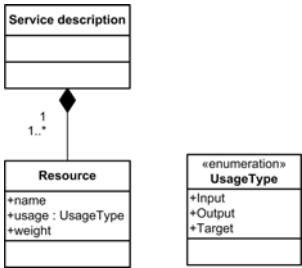 Service description
1
1..*
Resource
+name
+usage : UsageType
+weight
«enumeration»
UsageType
+Input
+Output
+Target